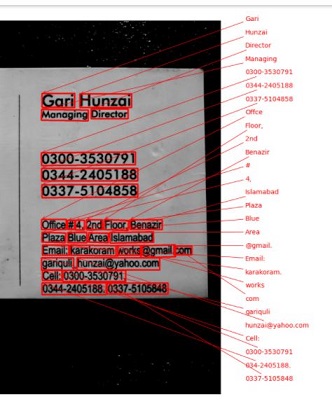 Gari Hunzai
Managing Director
0300-3530791
0344-2405188
0337-5104858
Office # 4, 2nd Floor, Benazir
Plaza Blue Area Islamabad
Email: karakoram works@gmail .com
gariquli_hunzai@yahoo.com
Cell: 0300-3530791,
0344-2405188. 0337-5105848
Gari
Hunzai
Director
Managing
0300-3530791
0344-2405188
0337-5104858
Offce
Floor,
2nd
Benazir
#
4,
Islamabad
Plaza
Blue
Area
@gmail.
Email:
karakoram.
works
com
gariquli
hunzai@yahoo.com
Cell:
0300-3530791
034-2405188.
0337-5105848